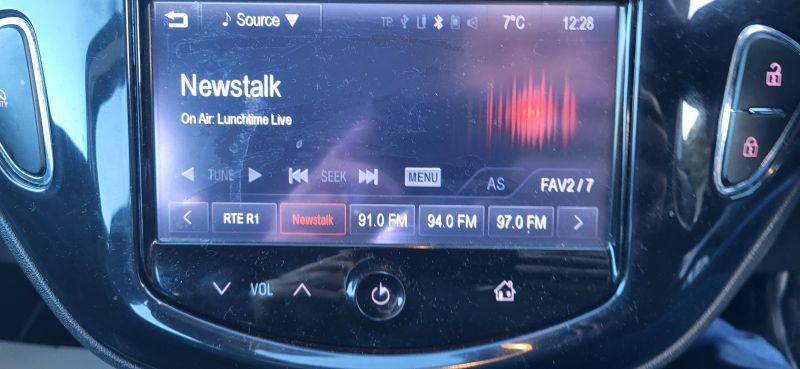 Source
TP
7°C
12:28
Newstalk
On Air: Lunchtime Live
TUNE
SEEK
MENU
AS
FAV2 / 7
RTE R1
Newstalk
91.0 FM
94.0 FM
97.0 FM
VOL